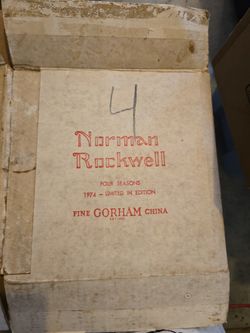 4
Norman
Rockwell
FOUR SEASONS
1974 - LIMITED IN EDITION
FINE GORHAM CHINA